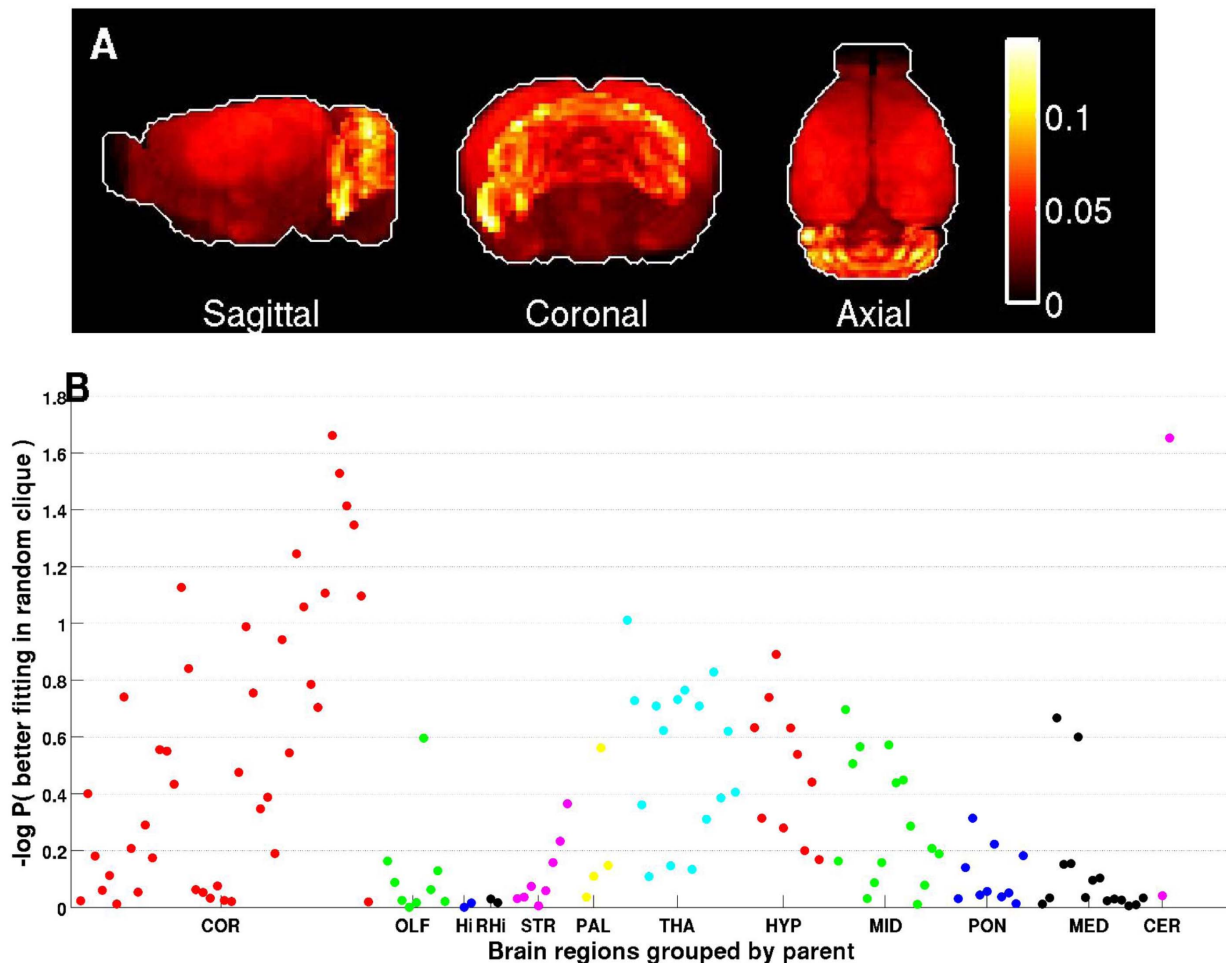 A
0.1
0.05
0
Sagittal
Coronal
Axial
B
-log P( better fitting in random clique )
1.8
1.6
1.4
1.2
1
0.8
0.6
0.4
0.2
0
COR
OLF
Hi
RHi
STR
PAL
THA
HYP
MID
PON
MED
CER
Brain regions grouped by parent